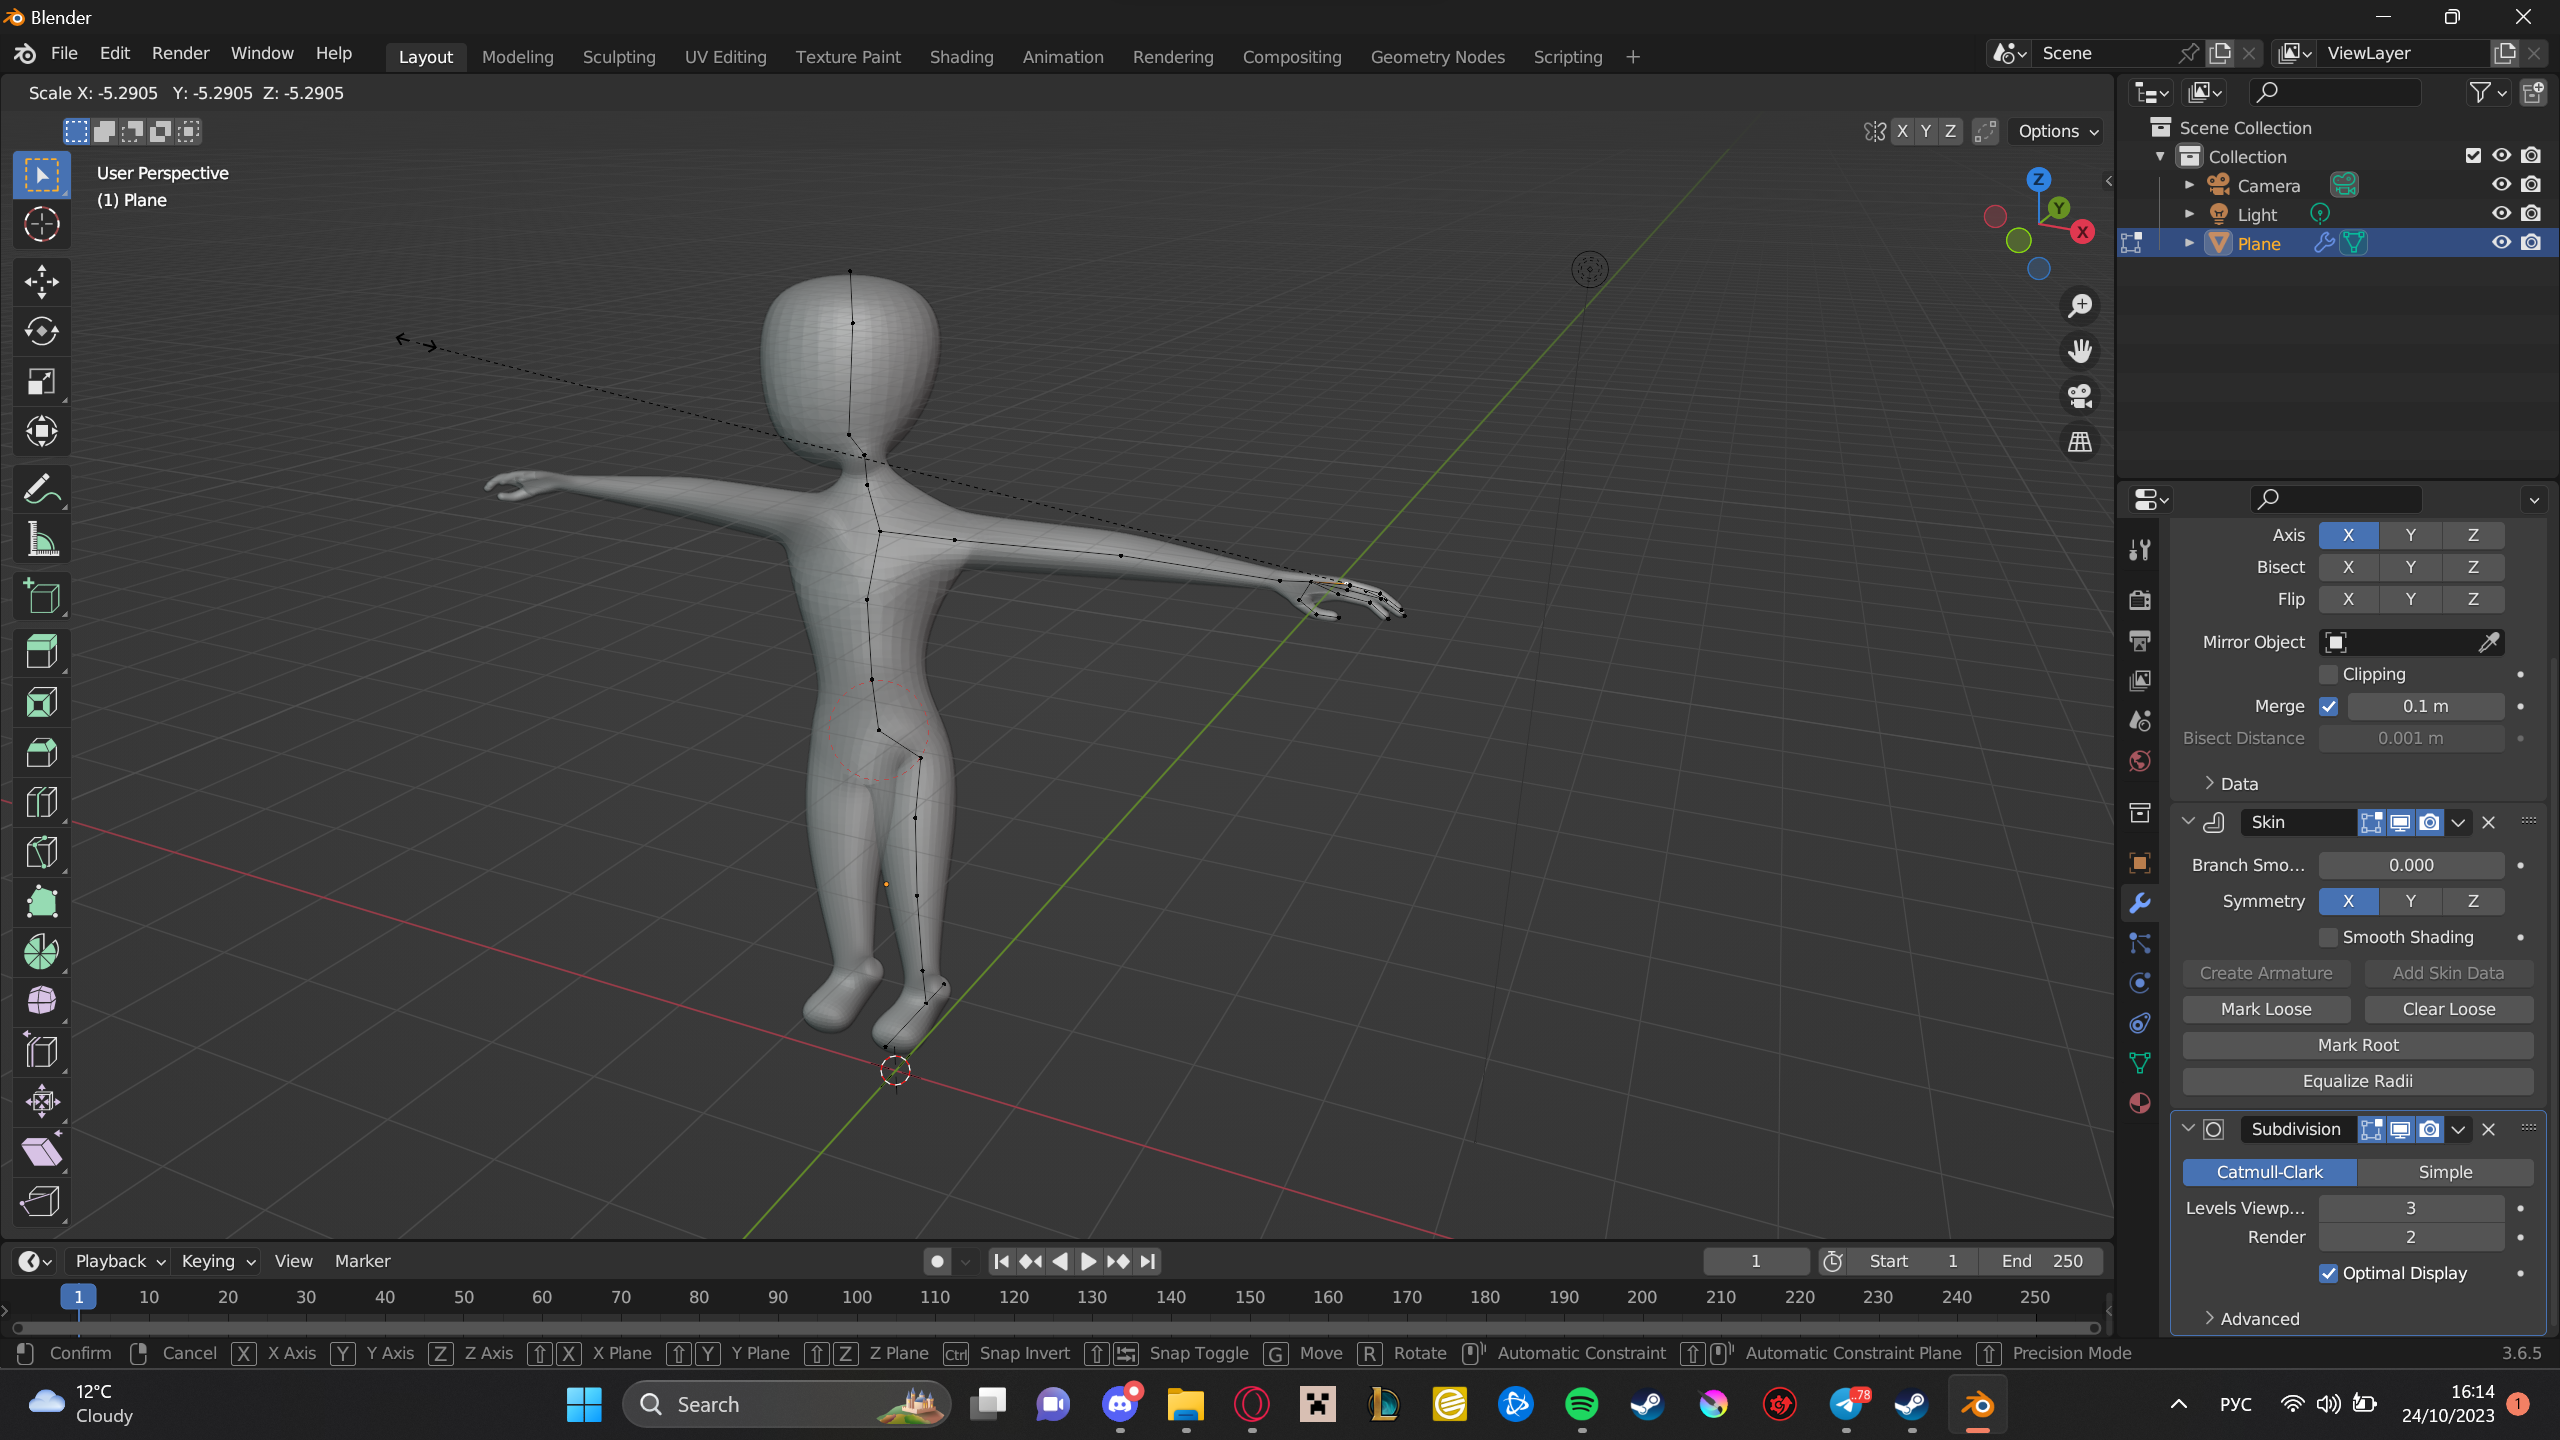 Blender
File Edit Render Window Help
Layout Modeling Sculpting UV Editing Texture Paint Shading Animation Rendering Compositing Geometry Nodes Scripting +
Scene
ViewLayer
Scale X: -5.2905 Y: -5.2905 Z: -5.2905
X Y Z
Options
User Perspective
(1) Plane
Z
Y
X
Scene Collection
Collection
Camera
Light
Plane
Axis X Y Z
Bisect X Y Z
Flip X Y Z
Mirror Object
Clipping
Merge 0.1 m
Bisect Distance 0.001 m
Data
Skin
Branch Smo... 0.000
Symmetry X Y Z
Smooth Shading
Create Armature Add Skin Data
Mark Loose Clear Loose
Mark Root
Equalize Radii
Subdivision
Catmull-Clark Simple
Levels Viewp... 3
Render 2
Optimal Display
Advanced
Playback Keying View Marker
1
Start 1
End 250
1 10 20 30 40 50 60 70 80 90 100 110 120 130 140 150 160 170 180 190 200 210 220 230 240 250
Confirm Cancel X X Axis Y Y Axis Z Z Axis X X Plane Y Y Plane Z Z Plane Ctrl Snap Invert Snap Toggle G Move R Rotate Automatic Constraint Automatic Constraint Plane Precision Mode 3.6.5
12°C
Cloudy
Search
..78
РУС
16:14
24/10/2023
1